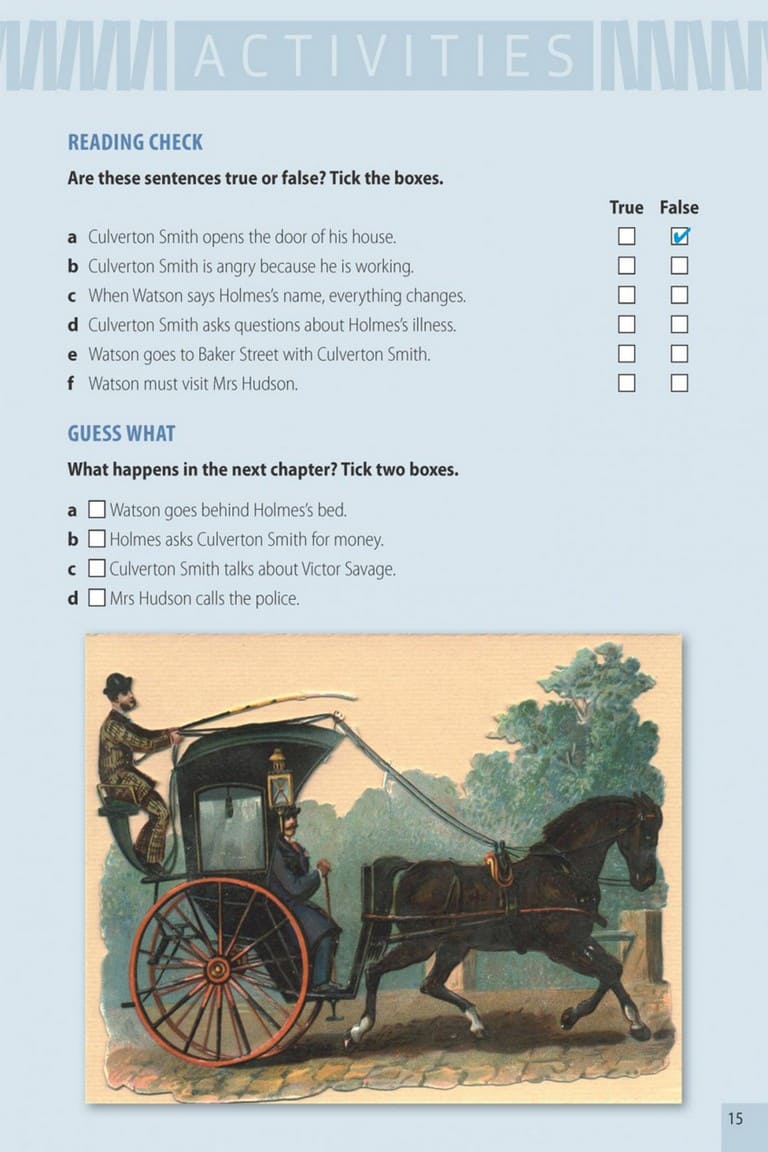 ACTIVITIES
READING CHECK
Are these sentences true or false? Tick the boxes.
True False
a Culverton Smith opens the door of his house.
b Culverton Smith is angry because he is working.
c When Watson says Holmes's name, everything changes.
d Culverton Smith asks questions about Holmes's illness.
e Watson goes to Baker Street with Culverton Smith.
f Watson must visit Mrs Hudson.
GUESS WHAT
What happens in the next chapter? Tick two boxes.
a Watson goes behind Holmes's bed.
b Holmes asks Culverton Smith for money.
c Culverton Smith talks about Victor Savage.
d Mrs Hudson calls the police.
15